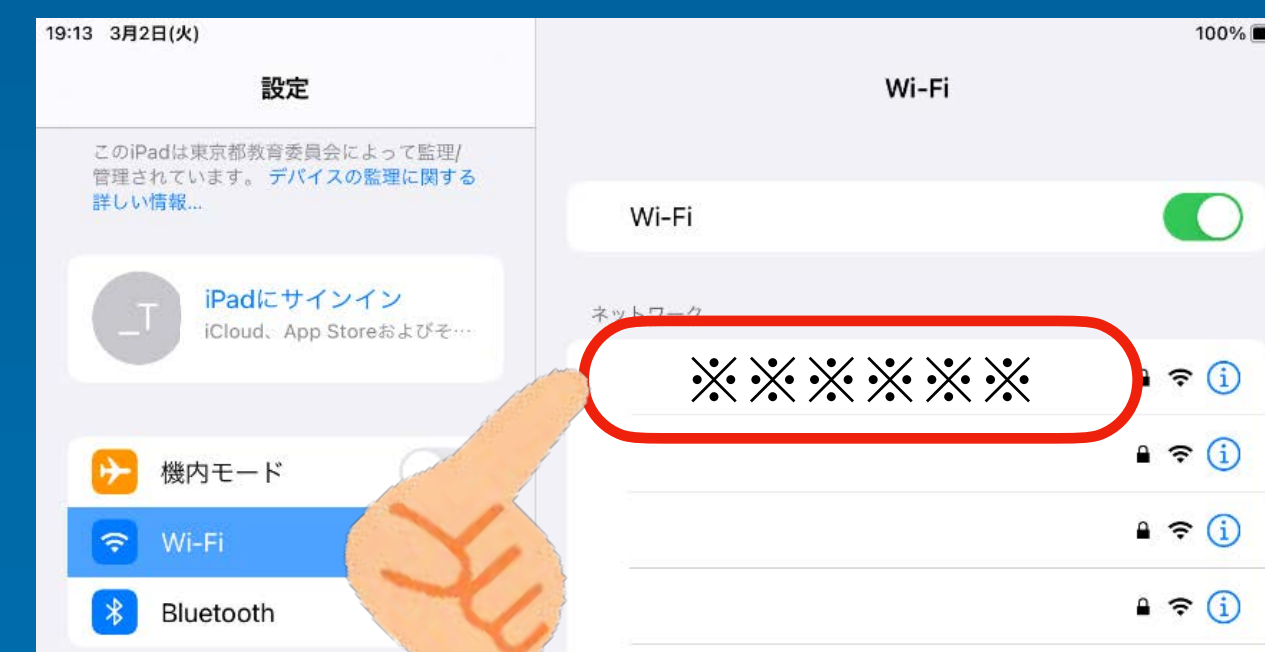 19:13 3月2日(火)
100%
設定
Wi-Fi
このiPadは東京都教育委員会によって監理/
管理されています。 デバイスの監理に関する
詳しい情報...
_T
iPadにサインイン
iCloud、App Storeおよびそ…
機内モード
Wi-Fi
Bluetooth
Wi-Fi
ネットワーク
※※※※※※